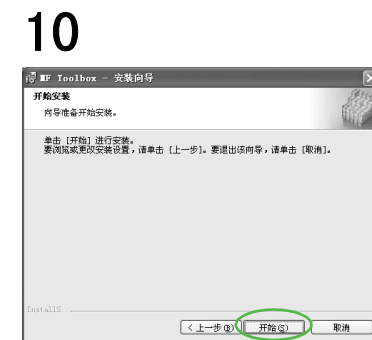 10
MF Toolbox - 安装向导
开始安装
向导准备开始安装。
单击 [开始] 进行安装。
要浏览或更改安装设置，请单击 [上一步]。要退出该向导，请单击 [取消]。
InstallS
< 上一步(B)
开始(S)
取消